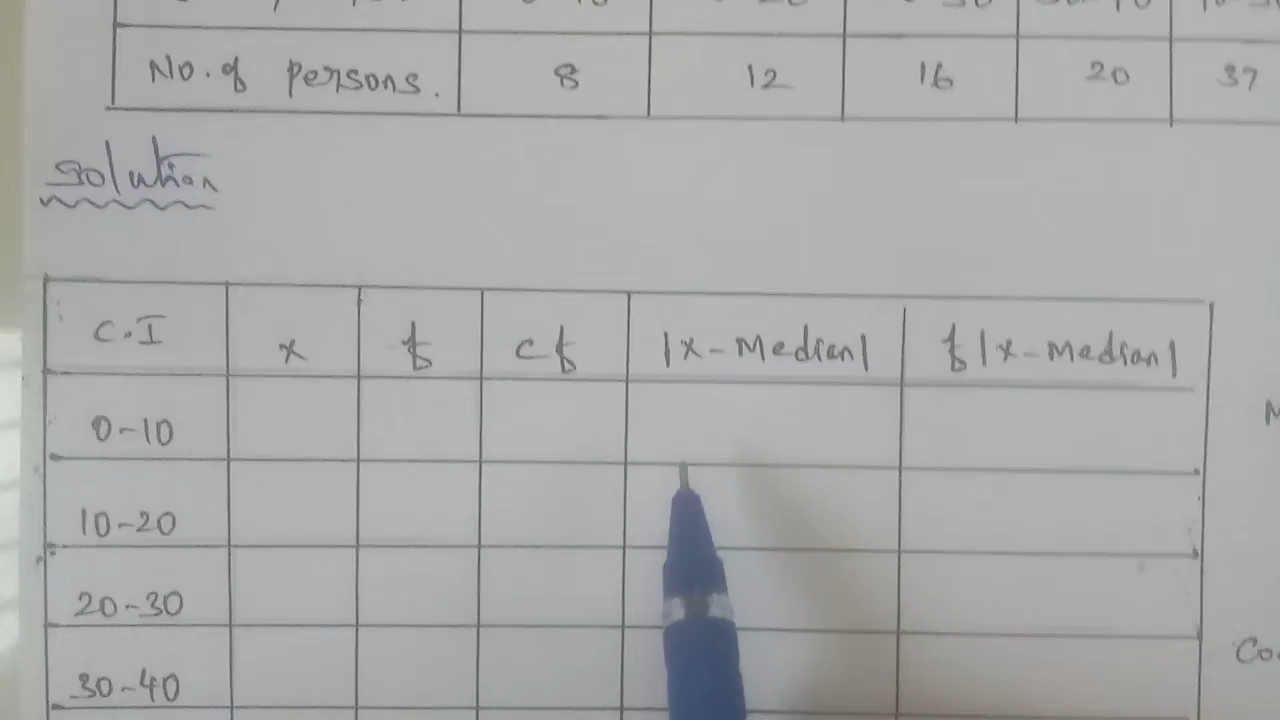 No. of persons. 8 12 16 20 37
Solution
C.I x f cf |x-Median| f|x-Median|
0-10
10-20
20-30
30-40